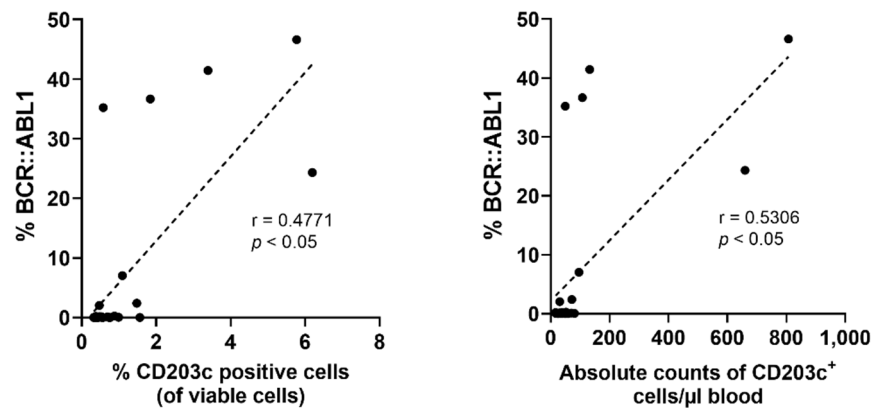 50
40
30
20
10
0
% BCR::ABL1
r = 0.4771
p < 0.05
0 2 4 6 8
% CD203c positive cells
(of viable cells)
50
40
30
20
10
0
% BCR::ABL1
r = 0.5306
p < 0.05
0 200 400 600 800 1,000
Absolute counts of CD203c⁺
cells/µl blood